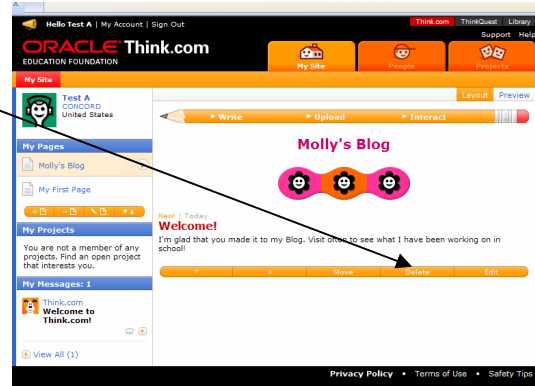 Hello Test A | My Account | Sign Out
Think.com ThinkQuest Library
Support Help
ORACLE Think.com
EDUCATION FOUNDATION
My Site People Projects
My Site
Layout Preview
Test A
CONCORD
United States
Write Upload Interact
My Pages
Molly's Blog
My First Page
Molly's Blog
New! | Today
Welcome!
I'm glad that you made it to my Blog. Visit often to see what I have been working on in
school!
Move Delete Edit
My Projects
You are not a member of any
projects. Find an open project
that interests you.
My Messages: 1
Think.com
Welcome to
Think.com!
View All (1)
Privacy Policy • Terms of Use • Safety Tips